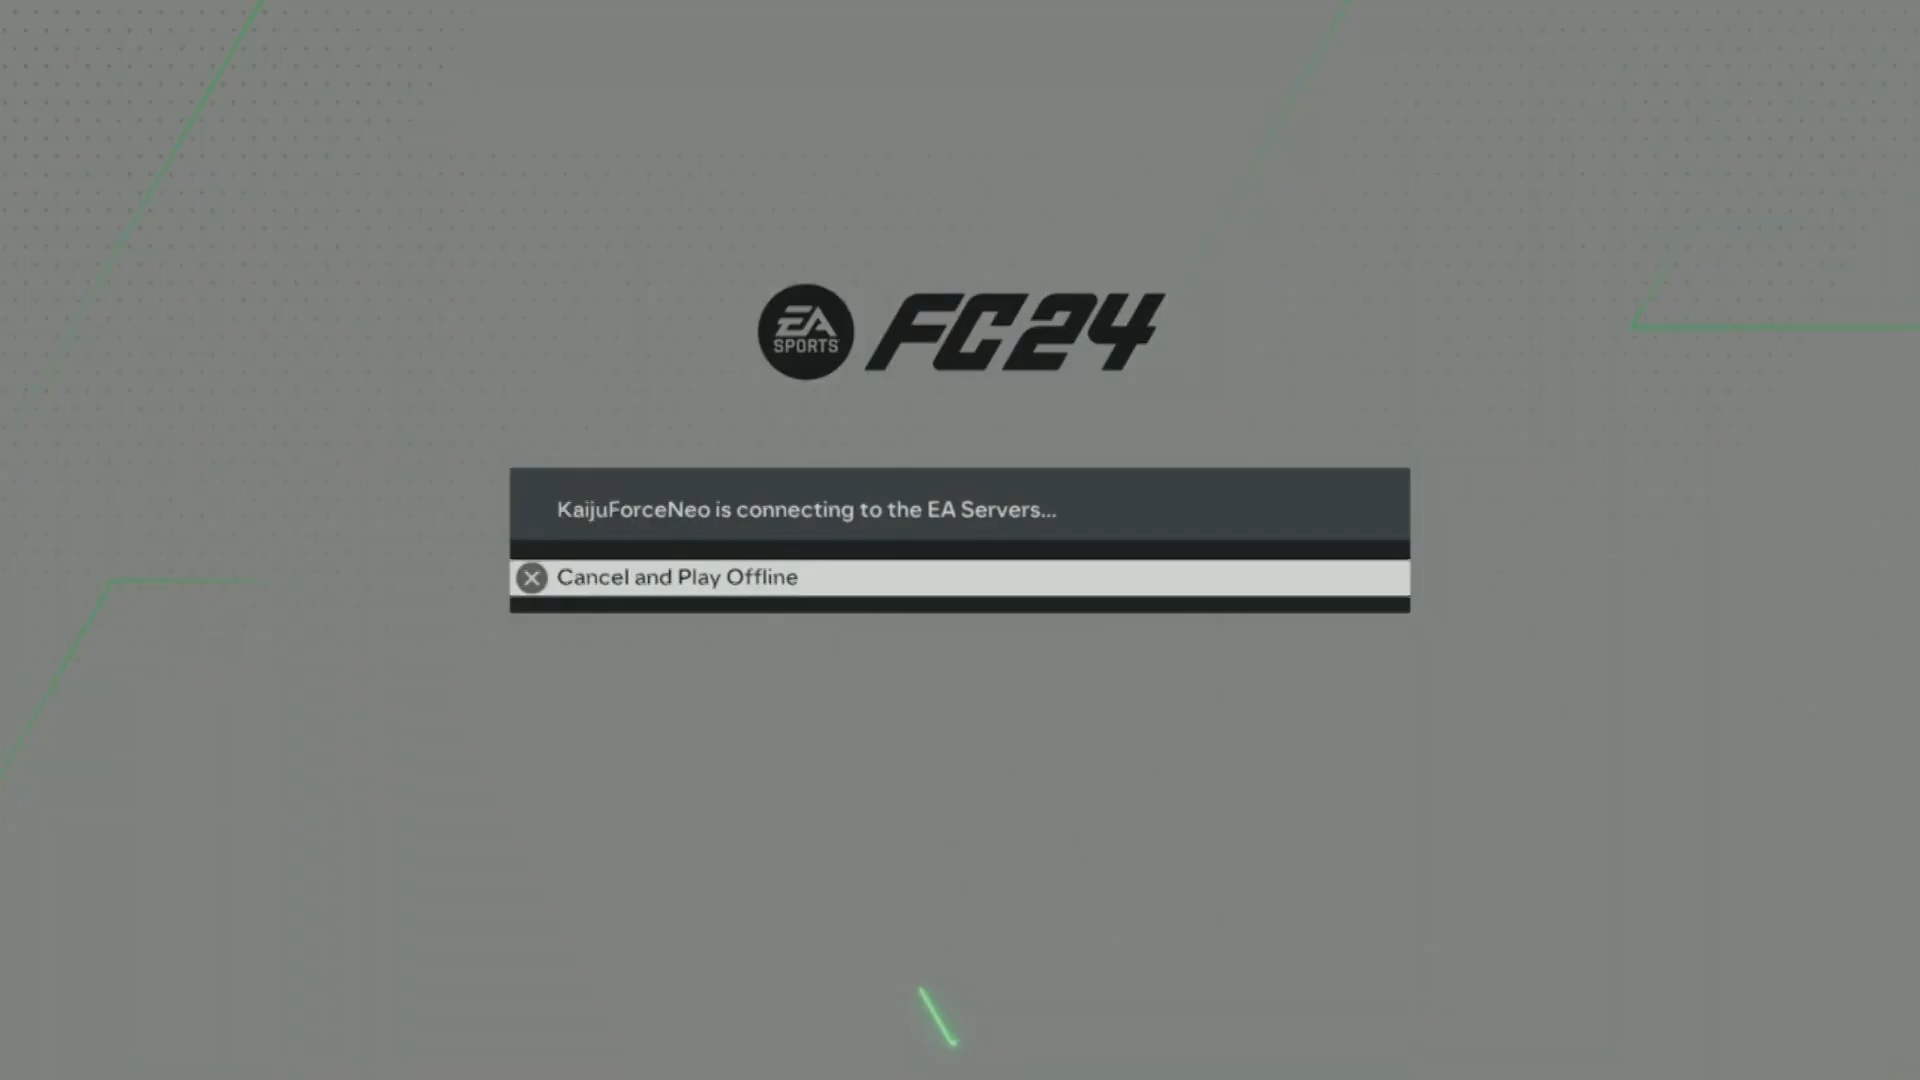 EA
SPORTS
FC24
KaijuForceNeo is connecting to the EA Servers...
Cancel and Play Offline